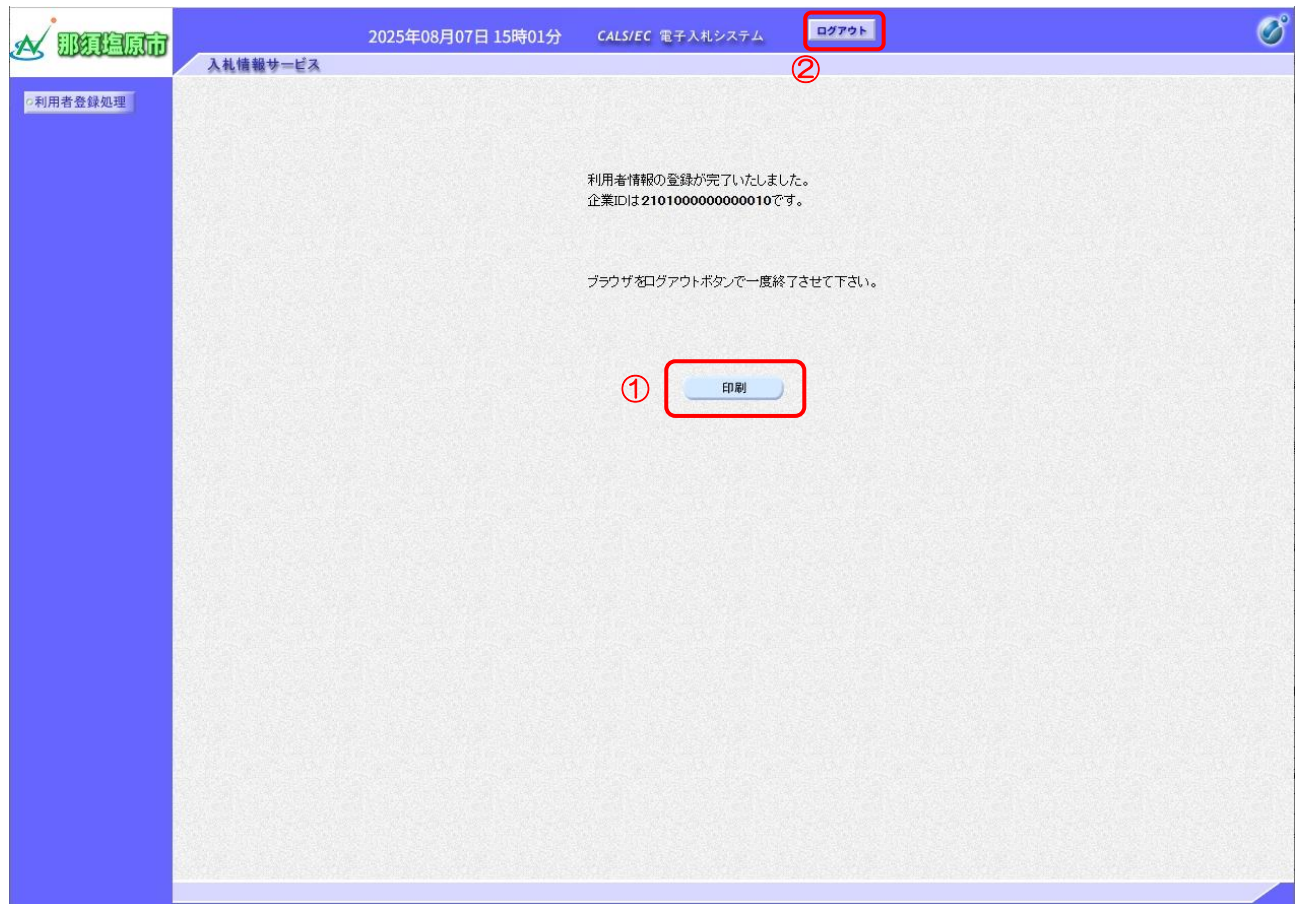 那須塩原市
2025年08月07日 15時01分 CALS/EC 電子入札システム ログアウト
②
入札情報サービス
利用者登録処理
利用者情報の登録が完了いたしました。
企業IDは2101000000000010です。
ブラウザをログアウトボタンで一度終了させて下さい。
① 印刷